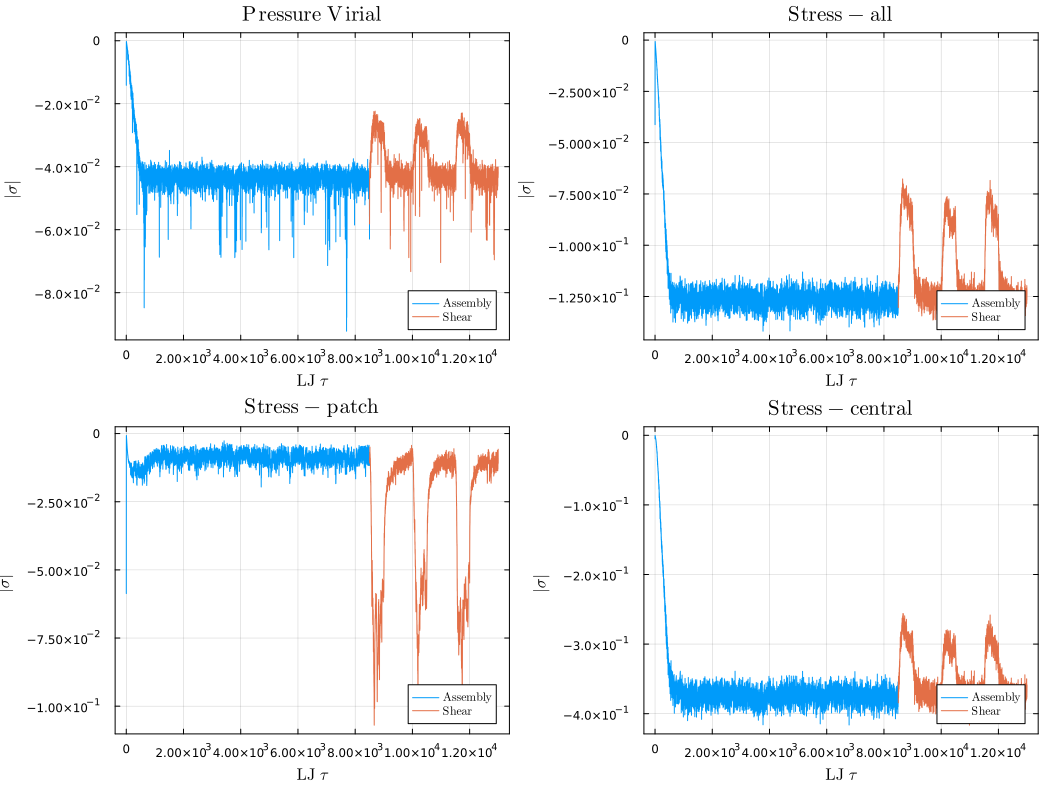 Pressure Virial
0
−2.0×10⁻²
−4.0×10⁻²
−6.0×10⁻²
−8.0×10⁻²
|σ|
Assembly
Shear
0 2.00×10³ 4.00×10³ 6.00×10³ 8.00×10³ 1.00×10⁴ 1.20×10⁴
LJ τ
Stress − all
0
−2.500×10⁻²
−5.000×10⁻²
−7.500×10⁻²
−1.000×10⁻¹
−1.250×10⁻¹
|σ|
Assembly
Shear
0 2.00×10³ 4.00×10³ 6.00×10³ 8.00×10³ 1.00×10⁴ 1.20×10⁴
LJ τ
Stress − patch
0
−2.50×10⁻²
−5.00×10⁻²
−7.50×10⁻²
−1.00×10⁻¹
|σ|
Assembly
Shear
0 2.00×10³ 4.00×10³ 6.00×10³ 8.00×10³ 1.00×10⁴ 1.20×10⁴
LJ τ
Stress − central
0
−1.0×10⁻¹
−2.0×10⁻¹
−3.0×10⁻¹
−4.0×10⁻¹
|σ|
Assembly
Shear
0 2.00×10³ 4.00×10³ 6.00×10³ 8.00×10³ 1.00×10⁴ 1.20×10⁴
LJ τ